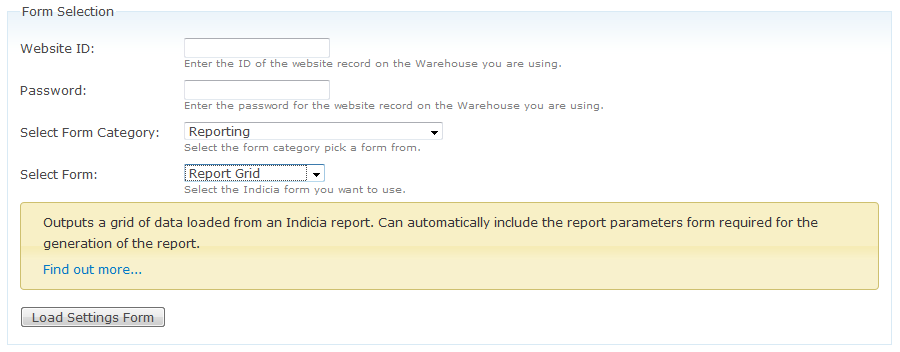 Form Selection
Website ID:
Enter the ID of the website record on the Warehouse you are using.
Password:
Enter the password for the website record on the Warehouse you are using.
Select Form Category: Reporting
Select the form category pick a form from.
Select Form: Report Grid
Select the Indicia form you want to use.
Outputs a grid of data loaded from an Indicia report. Can automatically include the report parameters form required for the
generation of the report.
Find out more...
Load Settings Form